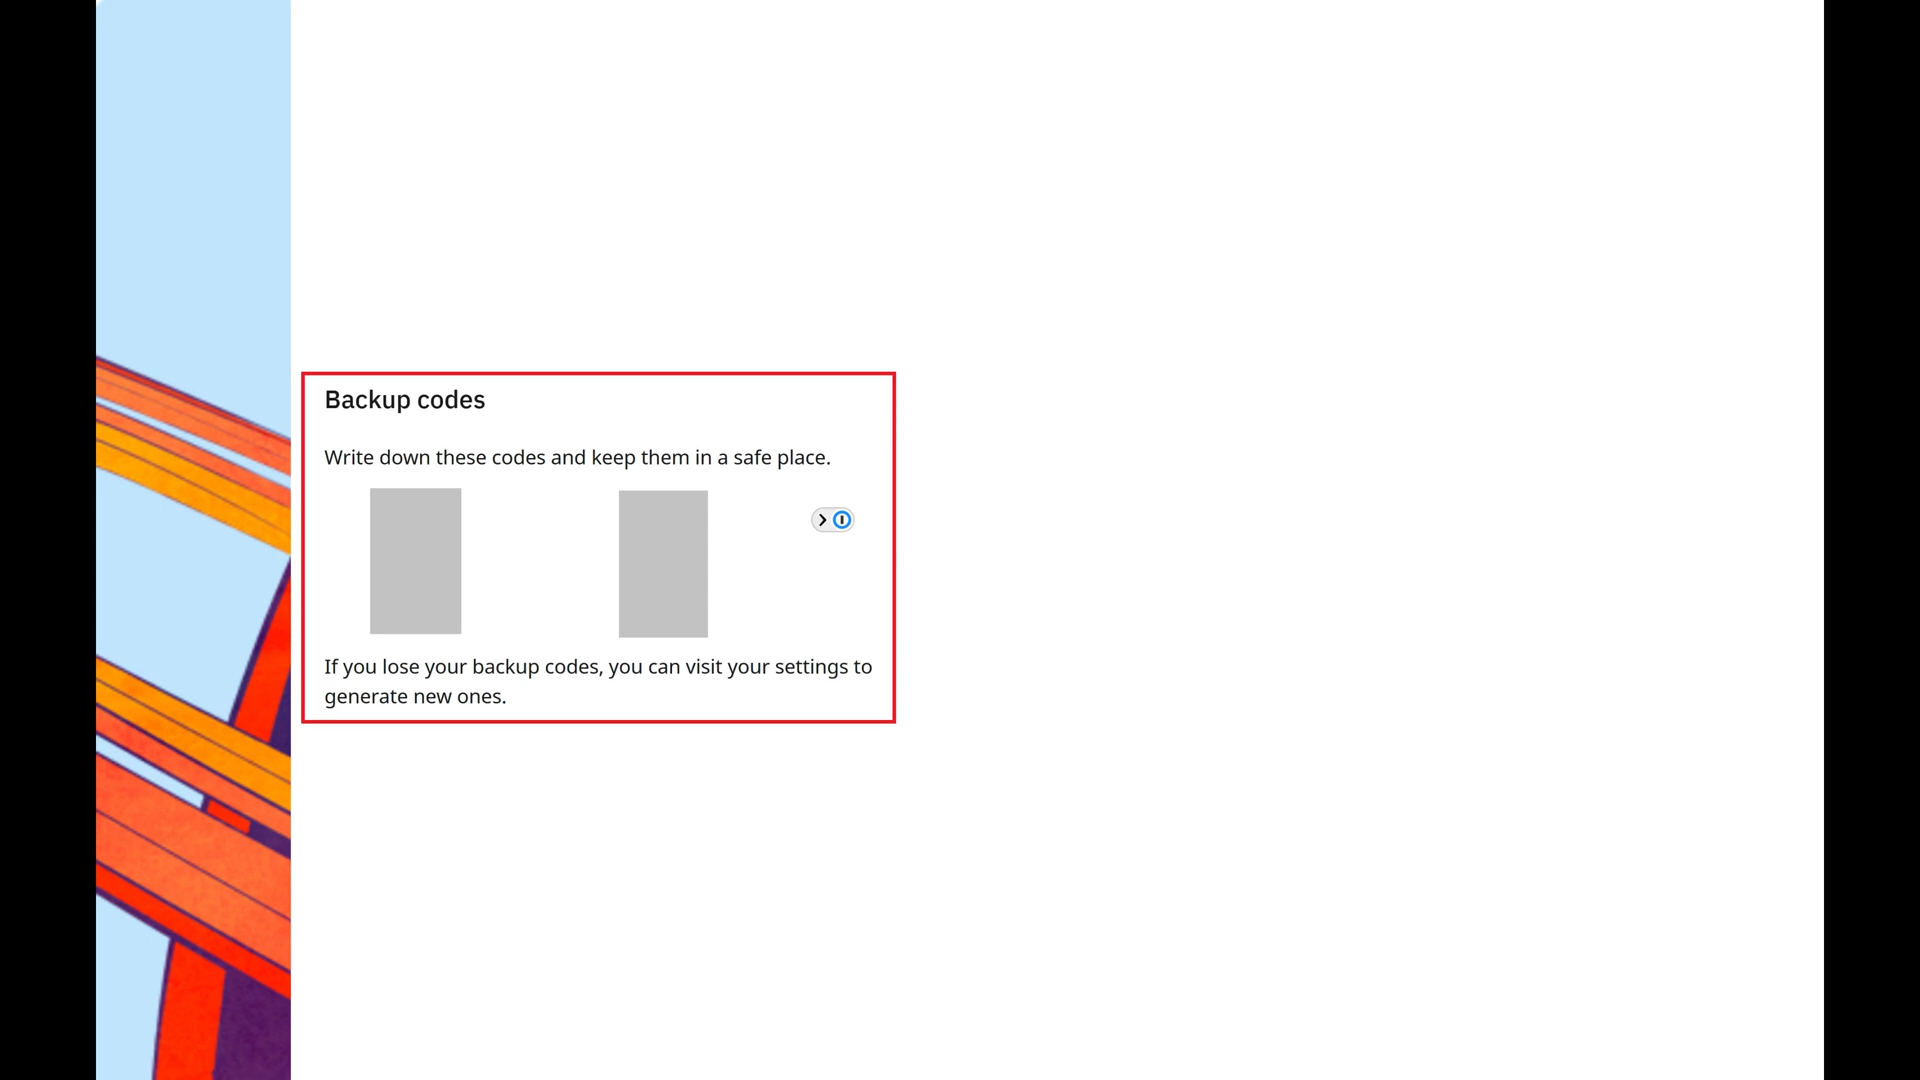 Backup codes
Write down these codes and keep them in a safe place.
If you lose your backup codes, you can visit your settings to
generate new ones.